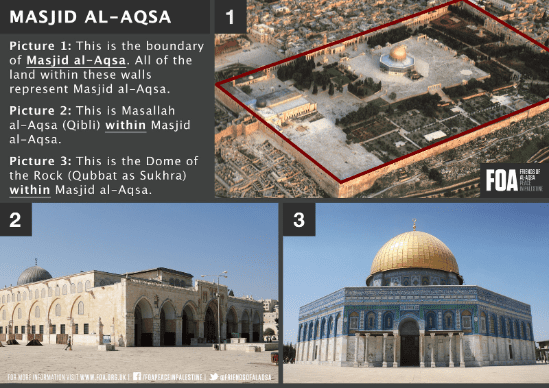 MASJID AL-AQSA
Picture 1: This is the boundary
of Masjid al-Aqsa. All of the
land within these walls
represent Masjid al-Aqsa.
Picture 2: This is Masallah
al-Aqsa (Qibli) within Masjid
al-Aqsa.
Picture 3: This is the Dome of
the Rock (Qubbat as Sukhra)
within Masjid al-Aqsa.
1
FOA
FRIENDS OF
AL-AQSA
PEACE
IN PALESTINE
2
3
FOR MORE INFORMATION VISIT WWW.FOA.ORG.UK